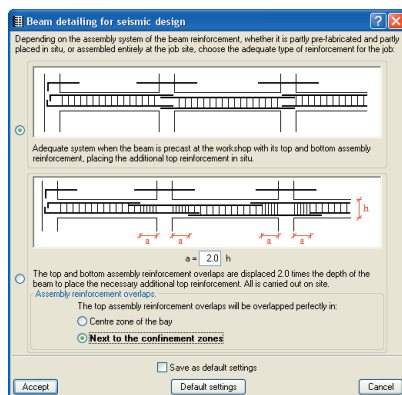 Beam detailing for seismic design
Depending on the assembly system of the beam reinforcement, whether it is partly pre-fabricated and partly
placed in situ, or assembled entirely at the job site, choose the adequate type of reinforcement for the job:
Adequate system when the beam is precast at the workshop with its top and bottom assembly
reinforcement, placing the additional top reinforcement in situ.
h
a a a a
a = 2.0 h
The top and bottom assembly reinforcement overlaps are displaced 2.0 times the depth of the
beam to place the necessary additional top reinforcement. All is carried out on site.
Assembly reinforcement overlaps.
The top assembly reinforcement overlaps will be overlapped perfectly in:
Centre zone of the bay
Next to the confinement zones
Save as default settings
Accept Default settings Cancel